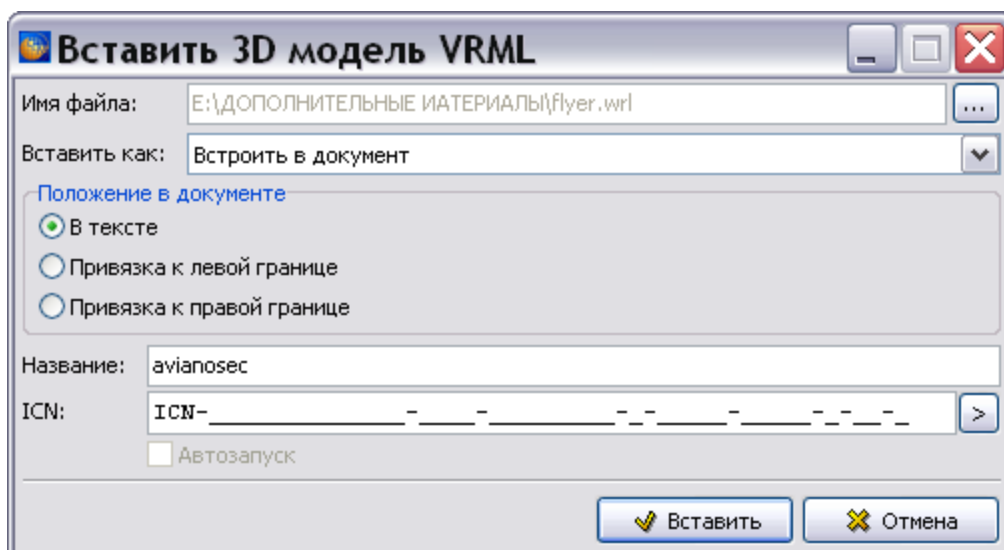 Вставить 3D модель VRML
Имя файла: E:\ДОПОЛНИТЕЛЬНЫЕ ИАТЕРИАЛЫ\flyer.wrl ...
Вставить как: Встроить в документ
Положение в документе
В тексте
Привязка к левой границе
Привязка к правой границе
Название: avianosec
ICN: ICN-______________-____-_________-_-_____-_____-_-__-_ >
Автозапуск
Вставить Отмена